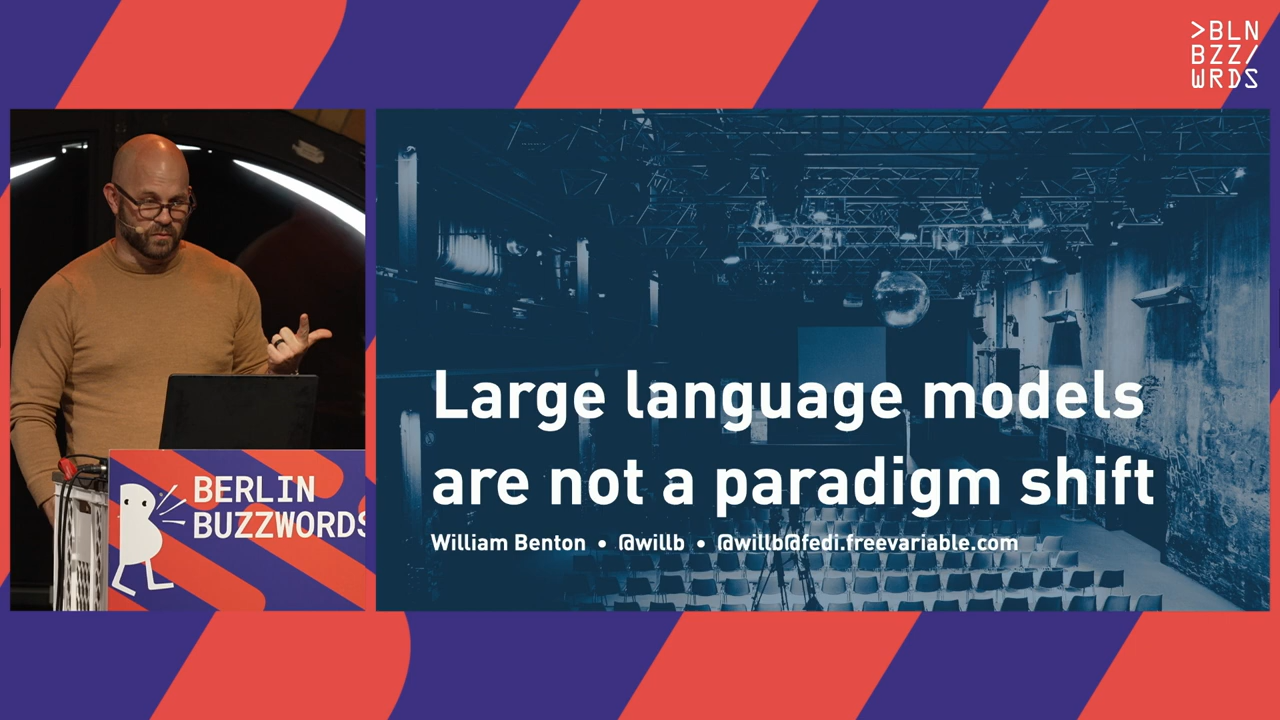 >BLN
BZZ/
WRDS
BERLIN
BUZZWORDS
Large language models
are not a paradigm shift
William Benton • @willb • @willb@fedi.freevariable.com